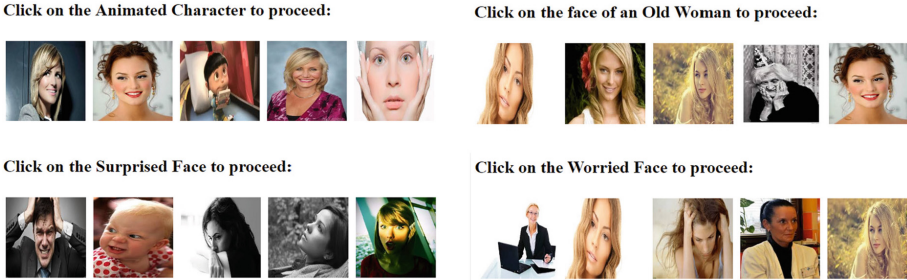 Click on the Animated Character to proceed:
Click on the face of an Old Woman to proceed:
Click on the Surprised Face to proceed:
Click on the Worried Face to proceed: